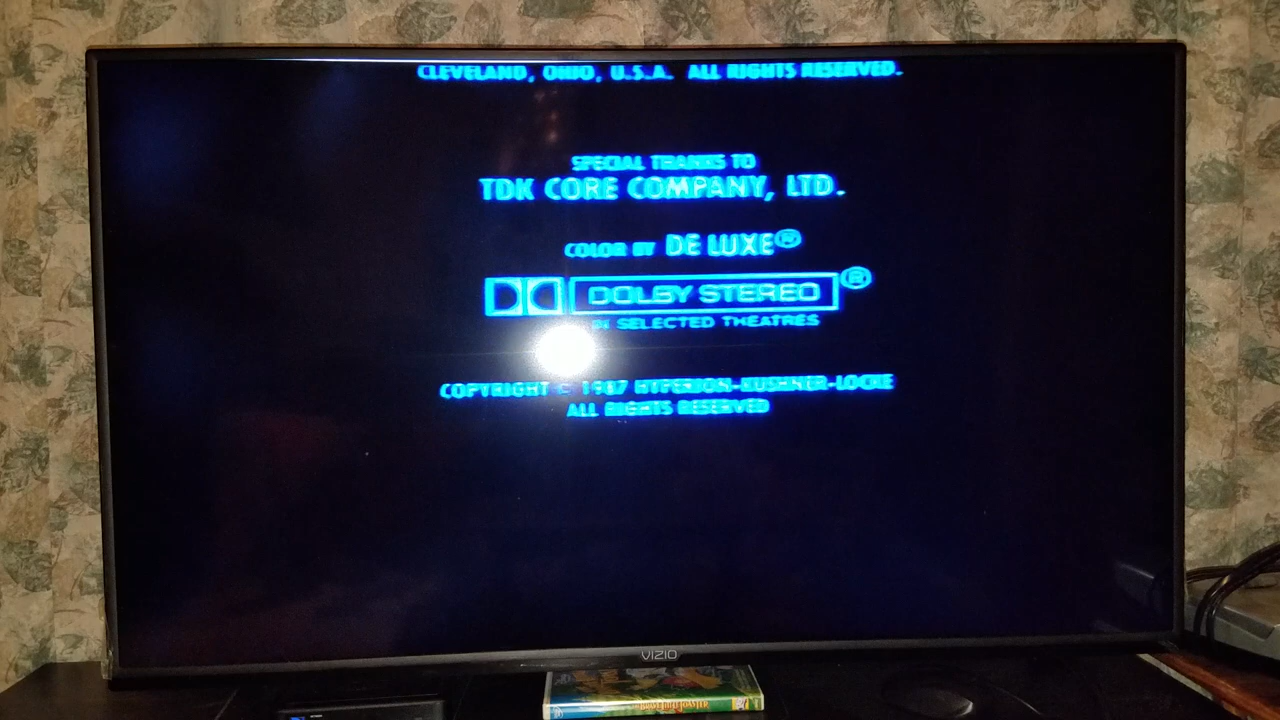 CLEVELAND, OHIO, U.S.A. ALL RIGHTS RESERVED.
SPECIAL THANKS TO
TDK CORE COMPANY, LTD.
COLOR BY DE LUXE®
DOLBY STEREO®
IN SELECTED THEATRES
COPYRIGHT © 1987 HYPERION-KUSHNER-LOCKE
ALL RIGHTS RESERVED
VIZIO